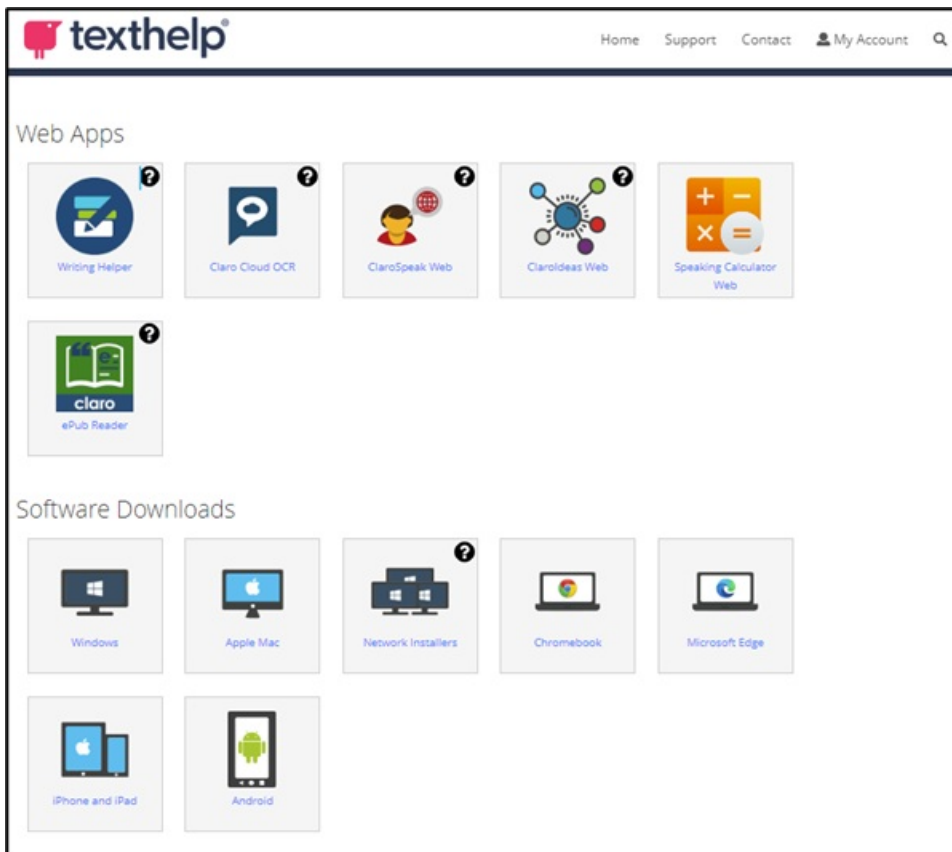 texthelp®
Home Support Contact My Account
Web Apps
?
?
?
?
Writing Helper
Claro Cloud OCR
ClaroSpeak Web
ClaroIdeas Web
Speaking Calculator
Web
?
claro
ePub Reader
Software Downloads
?
Windows
Apple Mac
Network Installers
Chromebook
Microsoft Edge
iPhone and iPad
Android